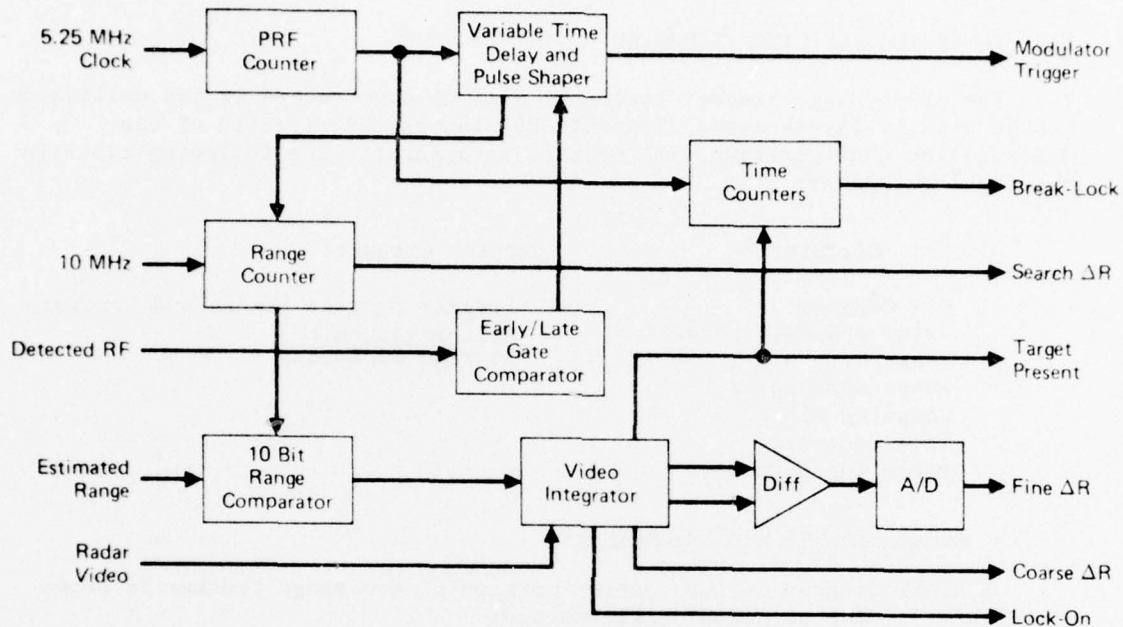 5.25 MHz
Clock
PRF
Counter
Variable Time
Delay and
Pulse Shaper
Modulator
Trigger
Time
Counters
Break-Lock
10 MHz
Range
Counter
Search ΔR
Detected RF
Early/Late
Gate
Comparator
Target
Present
Estimated
Range
10 Bit
Range
Comparator
Video
Integrator
Diff
A/D
Fine ΔR
Radar
Video
Coarse ΔR
Lock-On